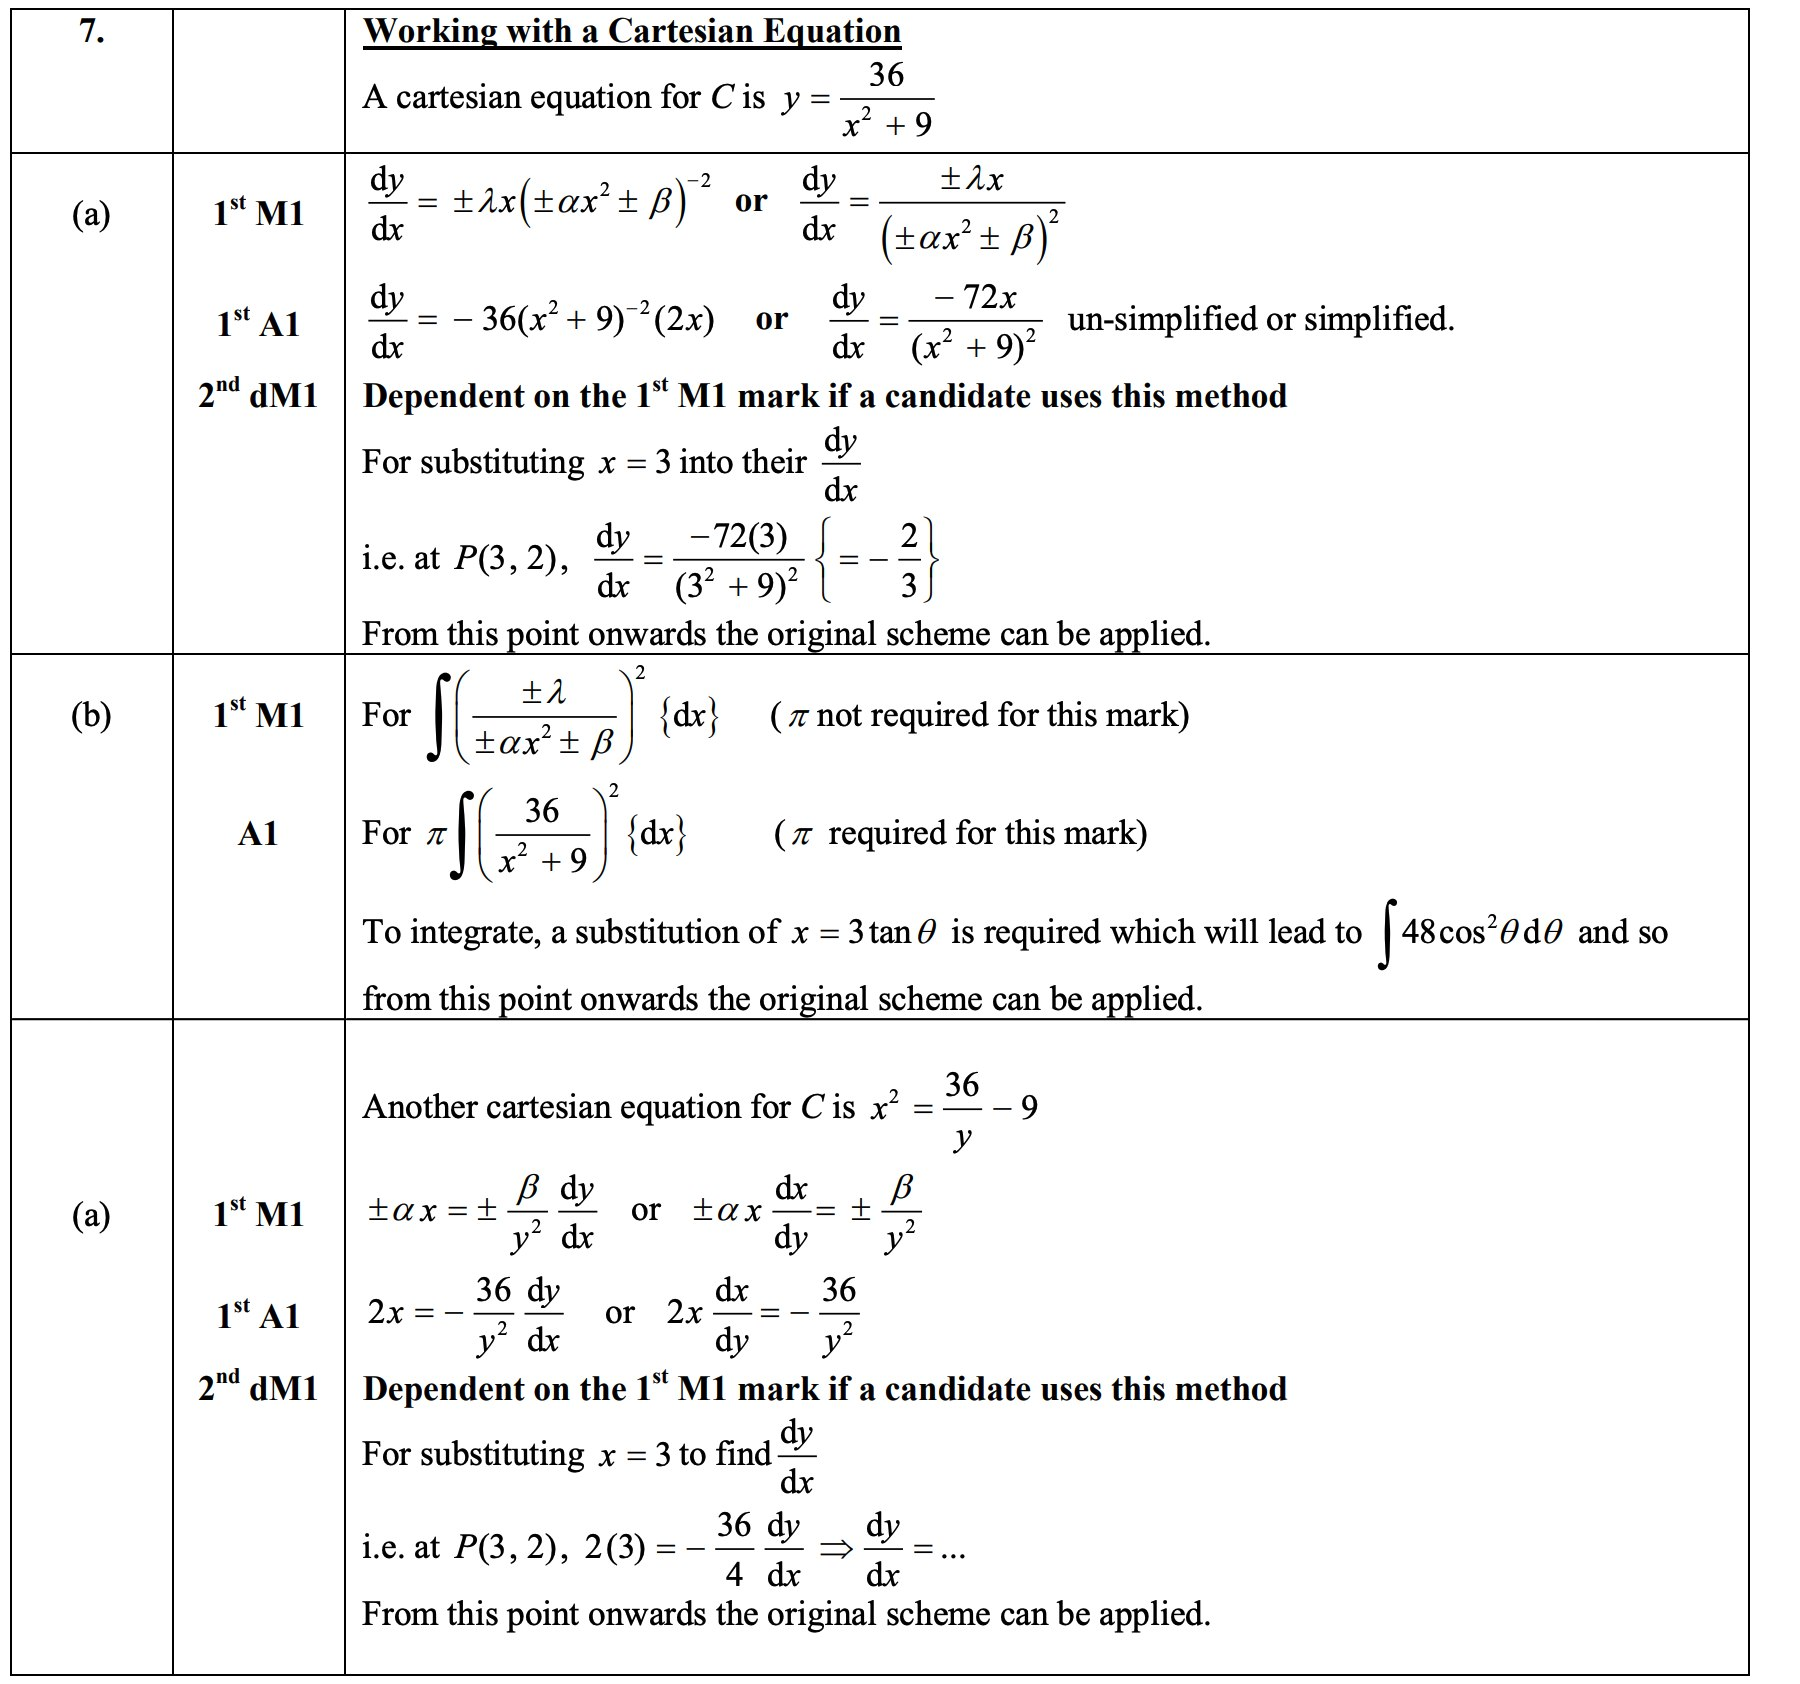 7. Working with a Cartesian Equation
A cartesian equation for C is y = 36/(x² + 9)
(a) 1st M1 dy/dx = ±λx(±αx² ± β)⁻² or dy/dx = ±λx/(±αx² ± β)²
1st A1 dy/dx = − 36(x² + 9)⁻²(2x) or dy/dx = − 72x/(x² + 9)² un-simplified or simplified.
2nd dM1 Dependent on the 1st M1 mark if a candidate uses this method
For substituting x = 3 into their dy/dx
i.e. at P(3, 2), dy/dx = −72(3)/(3² + 9)² {= − 2/3}
From this point onwards the original scheme can be applied.
(b) 1st M1 For ∫(±λ/(±αx² ± β))² {dx} (π not required for this mark)
A1 For π∫(36/(x² + 9))² {dx} (π required for this mark)
To integrate, a substitution of x = 3 tan θ is required which will lead to ∫48cos²θ dθ and so
from this point onwards the original scheme can be applied.
Another cartesian equation for C is x² = 36/y − 9
(a) 1st M1 ±αx = ± β/y² dy/dx or ±αx dx/dy = ± β/y²
1st A1 2x = − 36/y² dy/dx or 2x dx/dy = − 36/y²
2nd dM1 Dependent on the 1st M1 mark if a candidate uses this method
For substituting x = 3 to find dy/dx
i.e. at P(3, 2), 2(3) = − 36/4 dy/dx ⇒ dy/dx = ...
From this point onwards the original scheme can be applied.